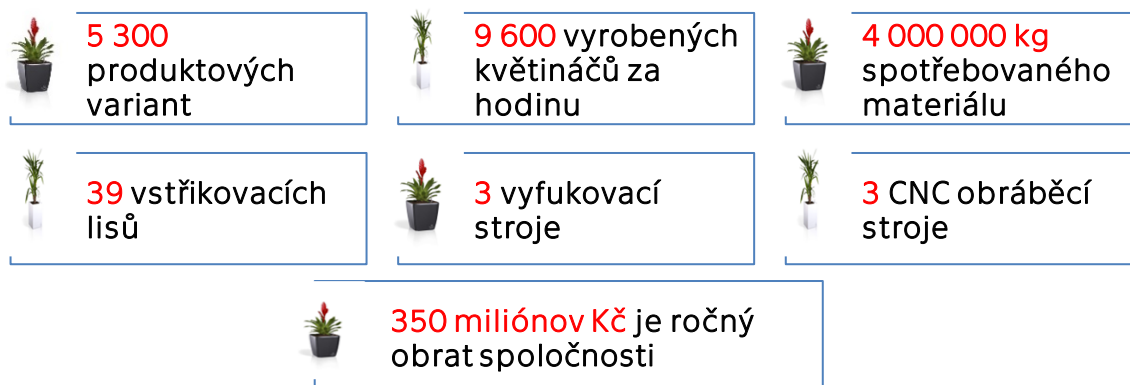 5 300
produktových
variant
9 600 vyrobených
květináčů za
hodinu
4 000 000 kg
spotřebovaného
materiálu
39 vstřikovacích
lisů
3 vyfukovací
stroje
3 CNC obráběcí
stroje
350 miliónov Kč je ročný
obrat spoločnosti